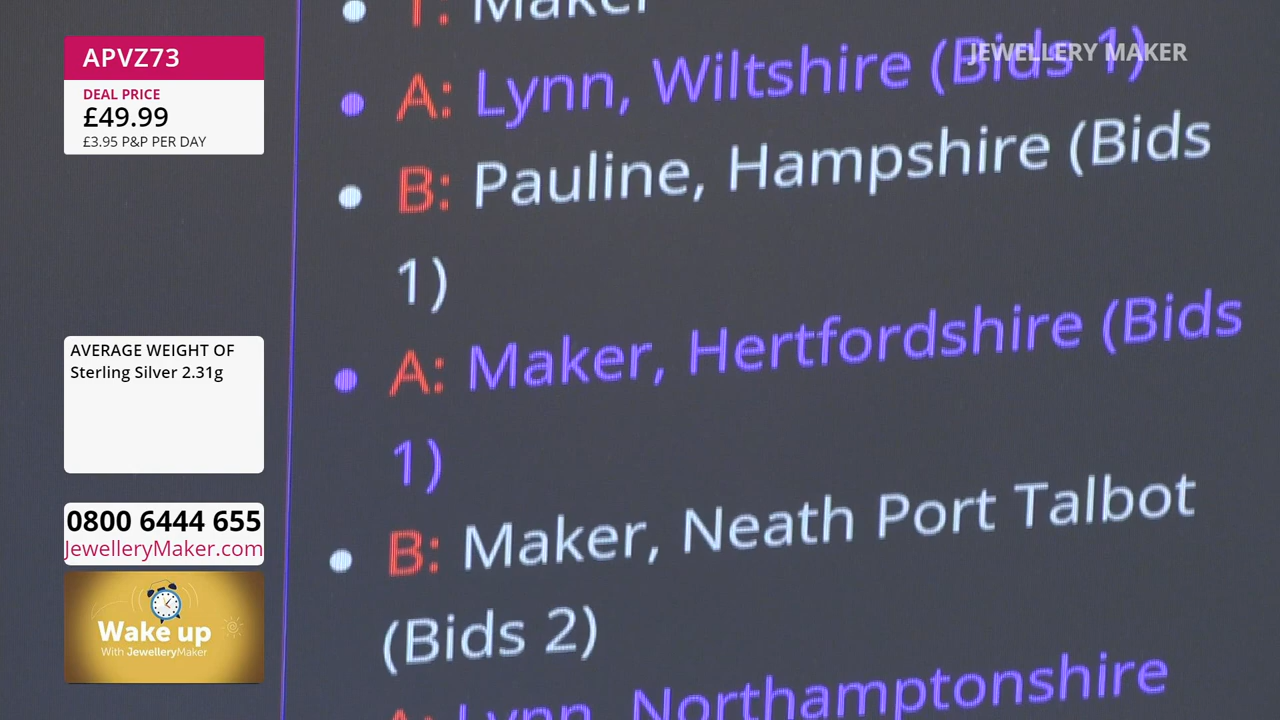 APVZ73
DEAL PRICE
£49.99
£3.95 P&P PER DAY
AVERAGE WEIGHT OF
Sterling Silver 2.31g
0800 6444 655
JewelleryMaker.com
Wake up
With JewelleryMaker
JEWELLERY MAKER
T: Maker
A: Lynn, Wiltshire (Bids 1)
B: Pauline, Hampshire (Bids
1)
A: Maker, Hertfordshire (Bids
1)
B: Maker, Neath Port Talbot
(Bids 2)
A: Lynn, Northamptonshire